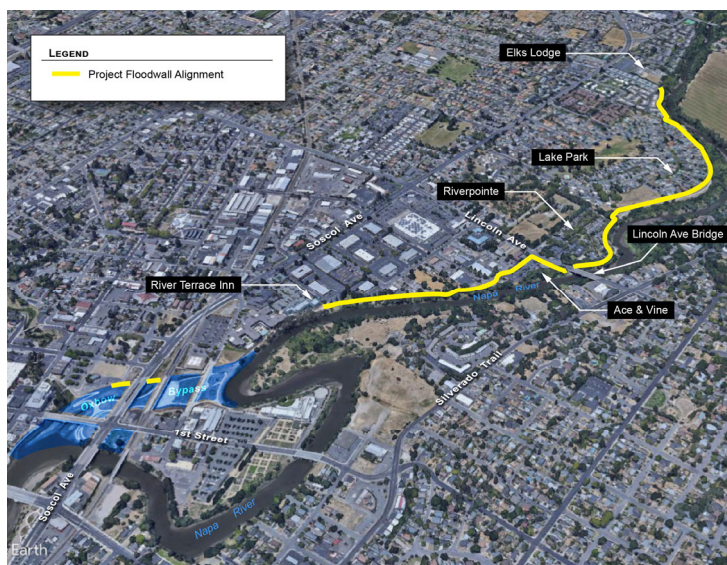 LEGEND
Project Floodwall Alignment
Elks Lodge
Lake Park
Riverpointe
Lincoln Ave
Soscol Ave
Lincoln Ave Bridge
River Terrace Inn
Napa River
Ace & Vine
Silverado Trail
Oxbow Bypass
1st Street
Soscol Ave
Napa River
Earth